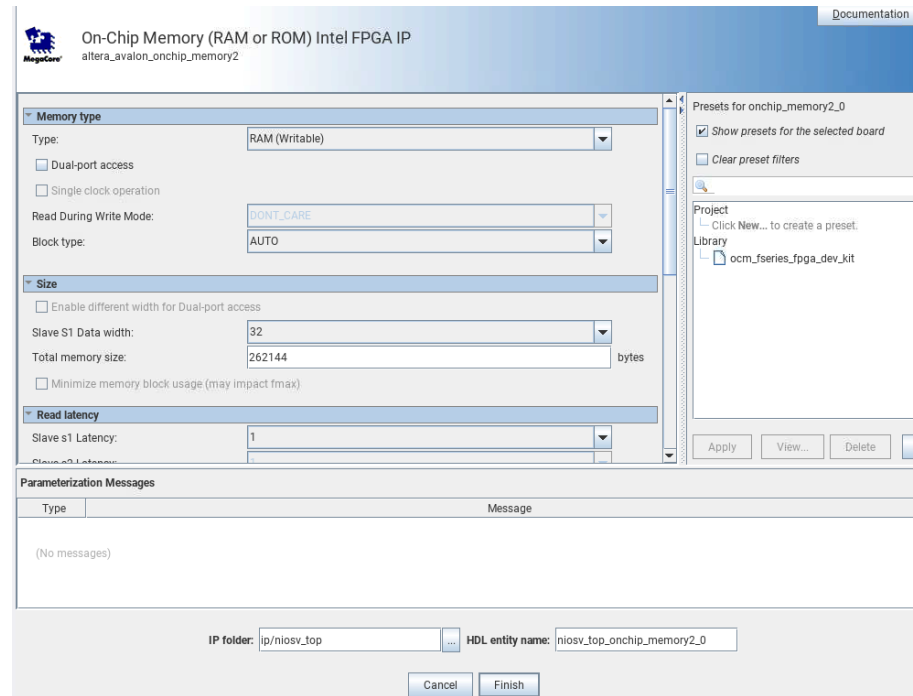 Documentation
MegaCore'
On-Chip Memory (RAM or ROM) Intel FPGA IP
altera_avalon_onchip_memory2
Memory type
Type: RAM (Writable)
Dual-port access
Single clock operation
Read During Write Mode: DONT_CARE
Block type: AUTO
Size
Enable different width for Dual-port access
Slave S1 Data width: 32
Total memory size: 262144 bytes
Minimize memory block usage (may impact fmax)
Read latency
Slave s1 Latency: 1
Slave s2 Latency:
Presets for onchip_memory2_0
Show presets for the selected board
Clear preset filters
Project
Click New... to create a preset.
Library
ocm_fseries_fpga_dev_kit
Apply View... Delete
Parameterization Messages
Type Message
(No messages)
IP folder: ip/niosv_top ... HDL entity name: niosv_top_onchip_memory2_0
Cancel Finish